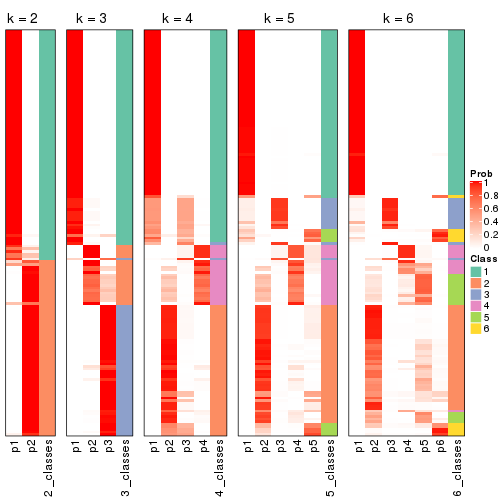 k = 2
k = 3
k = 4
k = 5
k = 6
Prob
1
0.8
0.6
0.4
0.2
0
Class
1
2
3
4
5
6
p1
p2
2_classes
p1
p2
p3
3_classes
p1
p2
p3
p4
4_classes
p1
p2
p3
p4
p5
5_classes
p1
p2
p3
p4
p5
p6
6_classes